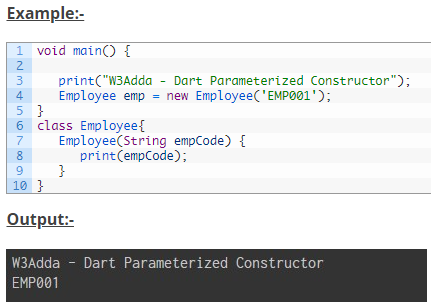 Example:-
1 void main() {
2
3    print("W3Adda - Dart Parameterized Constructor");
4    Employee emp = new Employee('EMP001');
5 }
6 class Employee{
7    Employee(String empCode) {
8       print(empCode);
9    }
10 }
Output:-
W3Adda - Dart Parameterized Constructor
EMP001